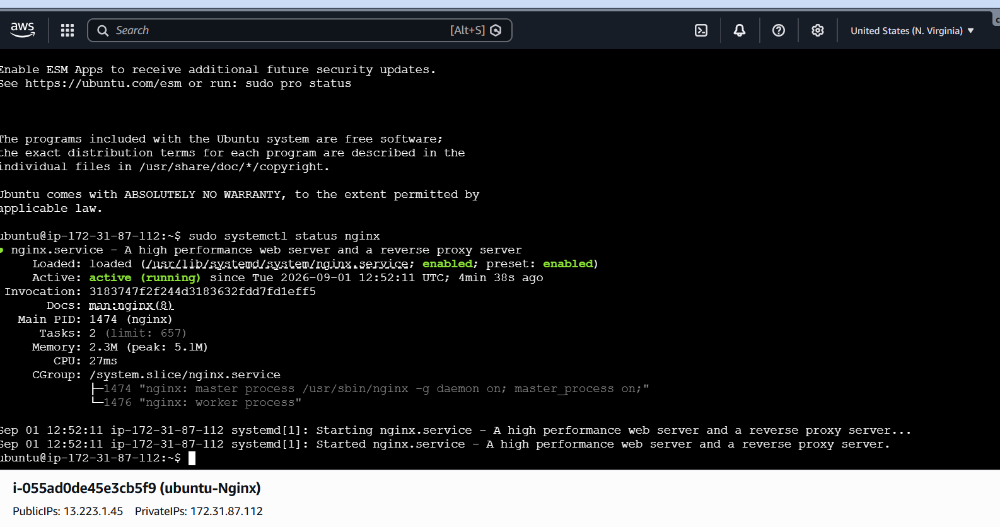 aws
Search [Alt+S]
United States (N. Virginia)
Enable ESM Apps to receive additional future security updates.
See https://ubuntu.com/esm or run: sudo pro status
The programs included with the Ubuntu system are free software;
the exact distribution terms for each program are described in the
individual files in /usr/share/doc/*/copyright.
Ubuntu comes with ABSOLUTELY NO WARRANTY, to the extent permitted by
applicable law.
ubuntu@ip-172-31-87-112:~$ sudo systemctl status nginx
● nginx.service - A high performance web server and a reverse proxy server
Loaded: loaded (/usr/lib/systemd/system/nginx.service; enabled; preset: enabled)
Active: active (running) since Tue 2026-09-01 12:52:11 UTC; 4min 38s ago
Invocation: 3183747f2f244d3183632fdd7fd1eff5
Docs: man:nginx(8)
Main PID: 1474 (nginx)
Tasks: 2 (limit: 657)
Memory: 2.3M (peak: 5.1M)
CPU: 27ms
CGroup: /system.slice/nginx.service
├─1474 "nginx: master process /usr/sbin/nginx -g daemon on; master_process on;"
└─1476 "nginx: worker process"
Sep 01 12:52:11 ip-172-31-87-112 systemd[1]: Starting nginx.service - A high performance web server and a reverse proxy server...
Sep 01 12:52:11 ip-172-31-87-112 systemd[1]: Started nginx.service - A high performance web server and a reverse proxy server.
ubuntu@ip-172-31-87-112:~$
i-055ad0de45e3cb5f9 (ubuntu-Nginx)
PublicIPs: 13.223.1.45 PrivateIPs: 172.31.87.112